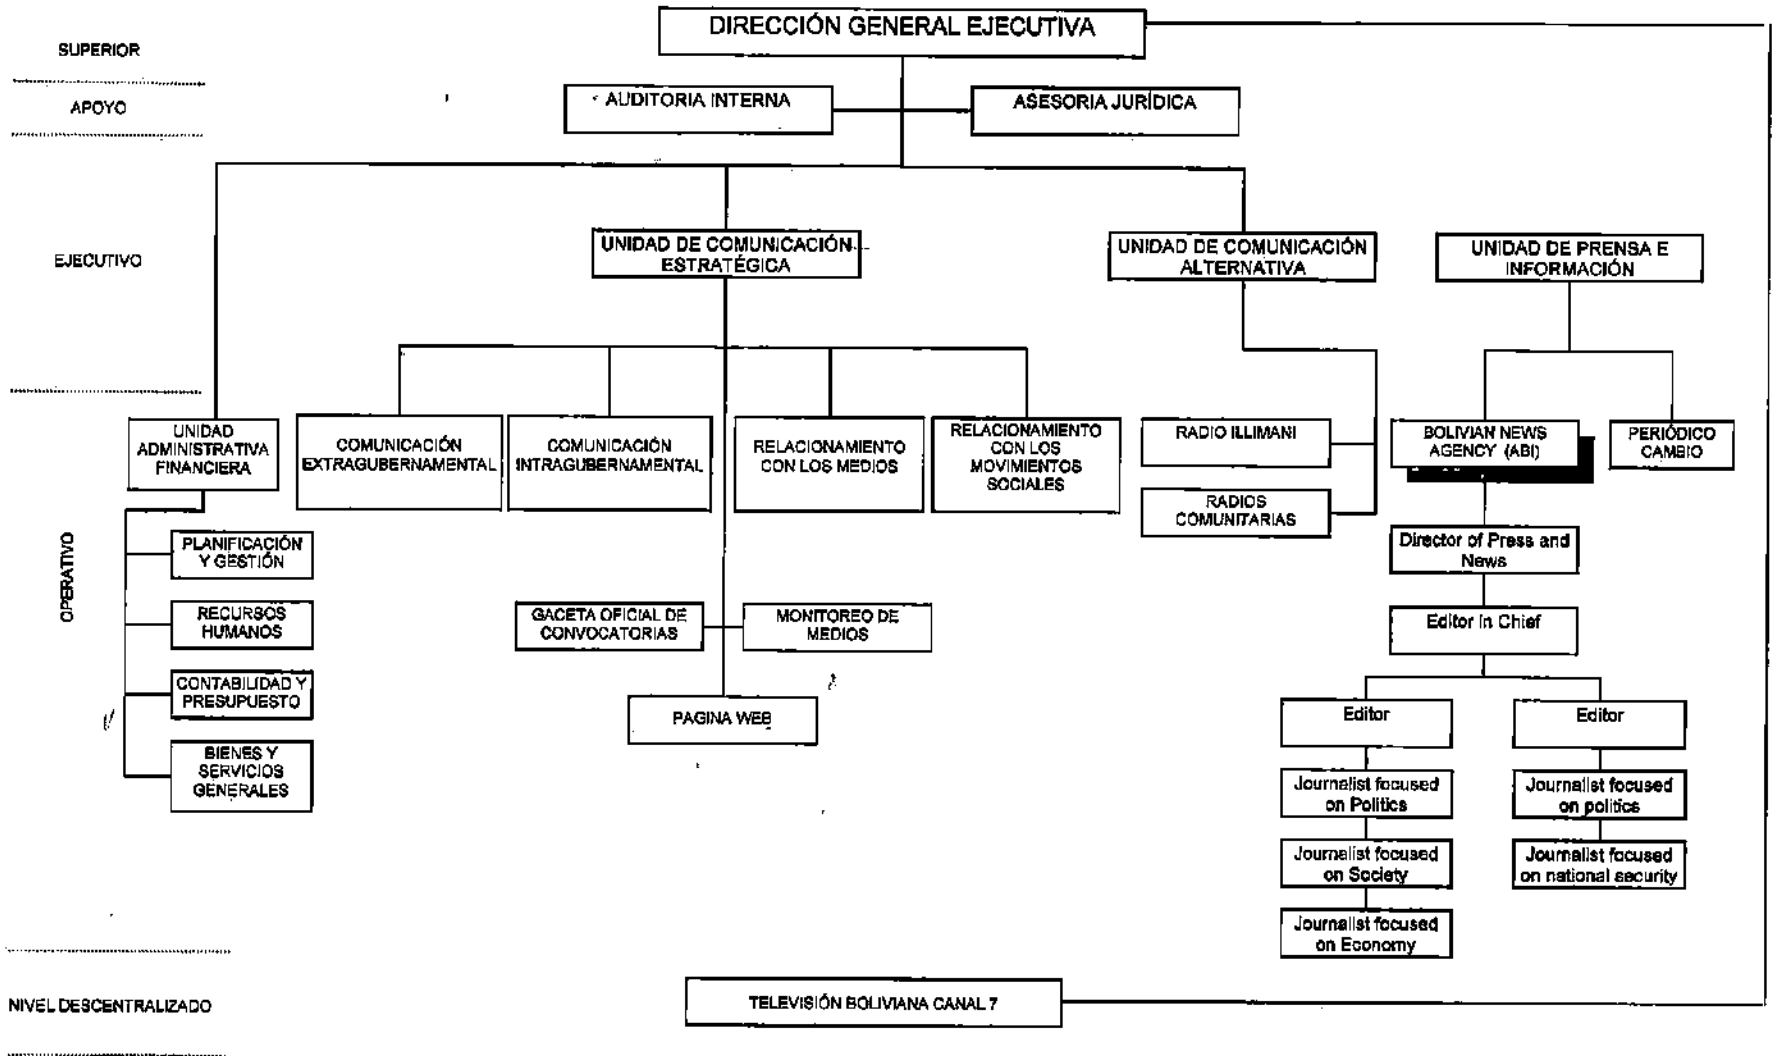 DIRECCIÓN GENERAL EJECUTIVA
SUPERIOR
APOYO
AUDITORIA INTERNA
ASESORIA JURÍDICA
EJECUTIVO
UNIDAD DE COMUNICACIÓN
ESTRATÉGICA
UNIDAD DE COMUNICACIÓN
ALTERNATIVA
UNIDAD DE PRENSA E
INFORMACIÓN
OPERATIVO
UNIDAD
ADMINISTRATIVA
FINANCIERA
COMUNICACIÓN
EXTRAGUBERNAMENTAL
COMUNICACIÓN
INTRAGUBERNAMENTAL
RELACIONAMIENTO
CON LOS MEDIOS
RELACIONAMIENTO
CON LOS
MOVIMIENTOS
SOCIALES
RADIO ILLIMANI
RADIOS
COMUNITARIAS
BOLIVIAN NEWS
AGENCY (ABI)
PERIÓDICO
CAMBIO
PLANIFICACIÓN
Y GESTIÓN
RECURSOS
HUMANOS
CONTABILIDAD Y
PRESUPUESTO
BIENES Y
SERVICIOS
GENERALES
GACETA OFICIAL DE
CONVOCATORIAS
MONITOREO DE
MEDIOS
PAGINA WEB
Director of Press and
News
Editor in Chief
Editor
Journalist focused
on Politics
Journalist focused
on Society
Journalist focused
on Economy
Editor
Journalist focused
on politics
Journalist focused
on national security
NIVEL DESCENTRALIZADO
TELEVISIÓN BOLIVIANA CANAL 7